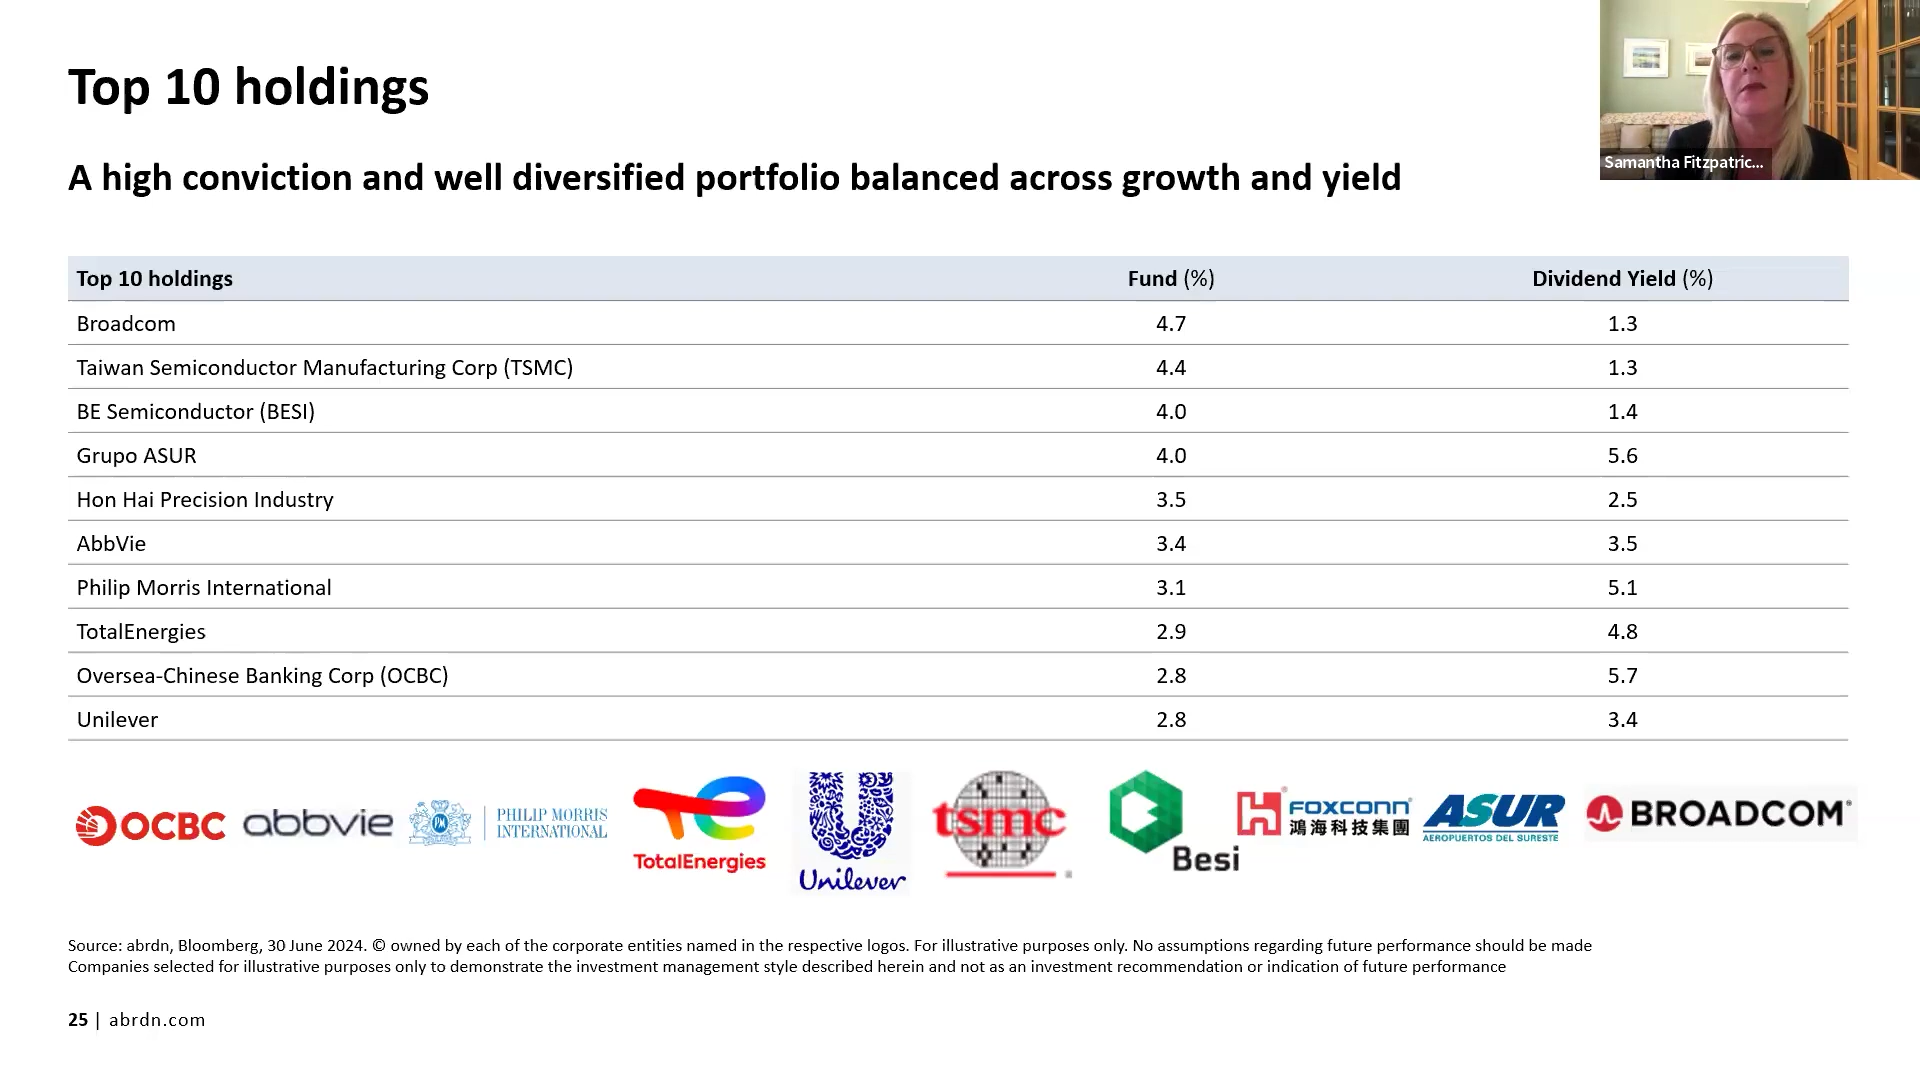 Top 10 holdings
A high conviction and well diversified portfolio balanced across growth and yield
Samantha Fitzpatric...
Top 10 holdings Fund (%) Dividend Yield (%)
Broadcom 4.7 1.3
Taiwan Semiconductor Manufacturing Corp (TSMC) 4.4 1.3
BE Semiconductor (BESI) 4.0 1.4
Grupo ASUR 4.0 5.6
Hon Hai Precision Industry 3.5 2.5
AbbVie 3.4 3.5
Philip Morris International 3.1 5.1
TotalEnergies 2.9 4.8
Oversea-Chinese Banking Corp (OCBC) 2.8 5.7
Unilever 2.8 3.4
OCBC
abbvie
PM
PHILIP MORRIS
INTERNATIONAL
TotalEnergies
Unilever
tsmc
Besi
FOXCONN®
鴻海科技集團
ASUR
AEROPUERTOS DEL SURESTE
BROADCOM®
Source: abrdn, Bloomberg, 30 June 2024. © owned by each of the corporate entities named in the respective logos. For illustrative purposes only. No assumptions regarding future performance should be made
Companies selected for illustrative purposes only to demonstrate the investment management style described herein and not as an investment recommendation or indication of future performance
25 | abrdn.com